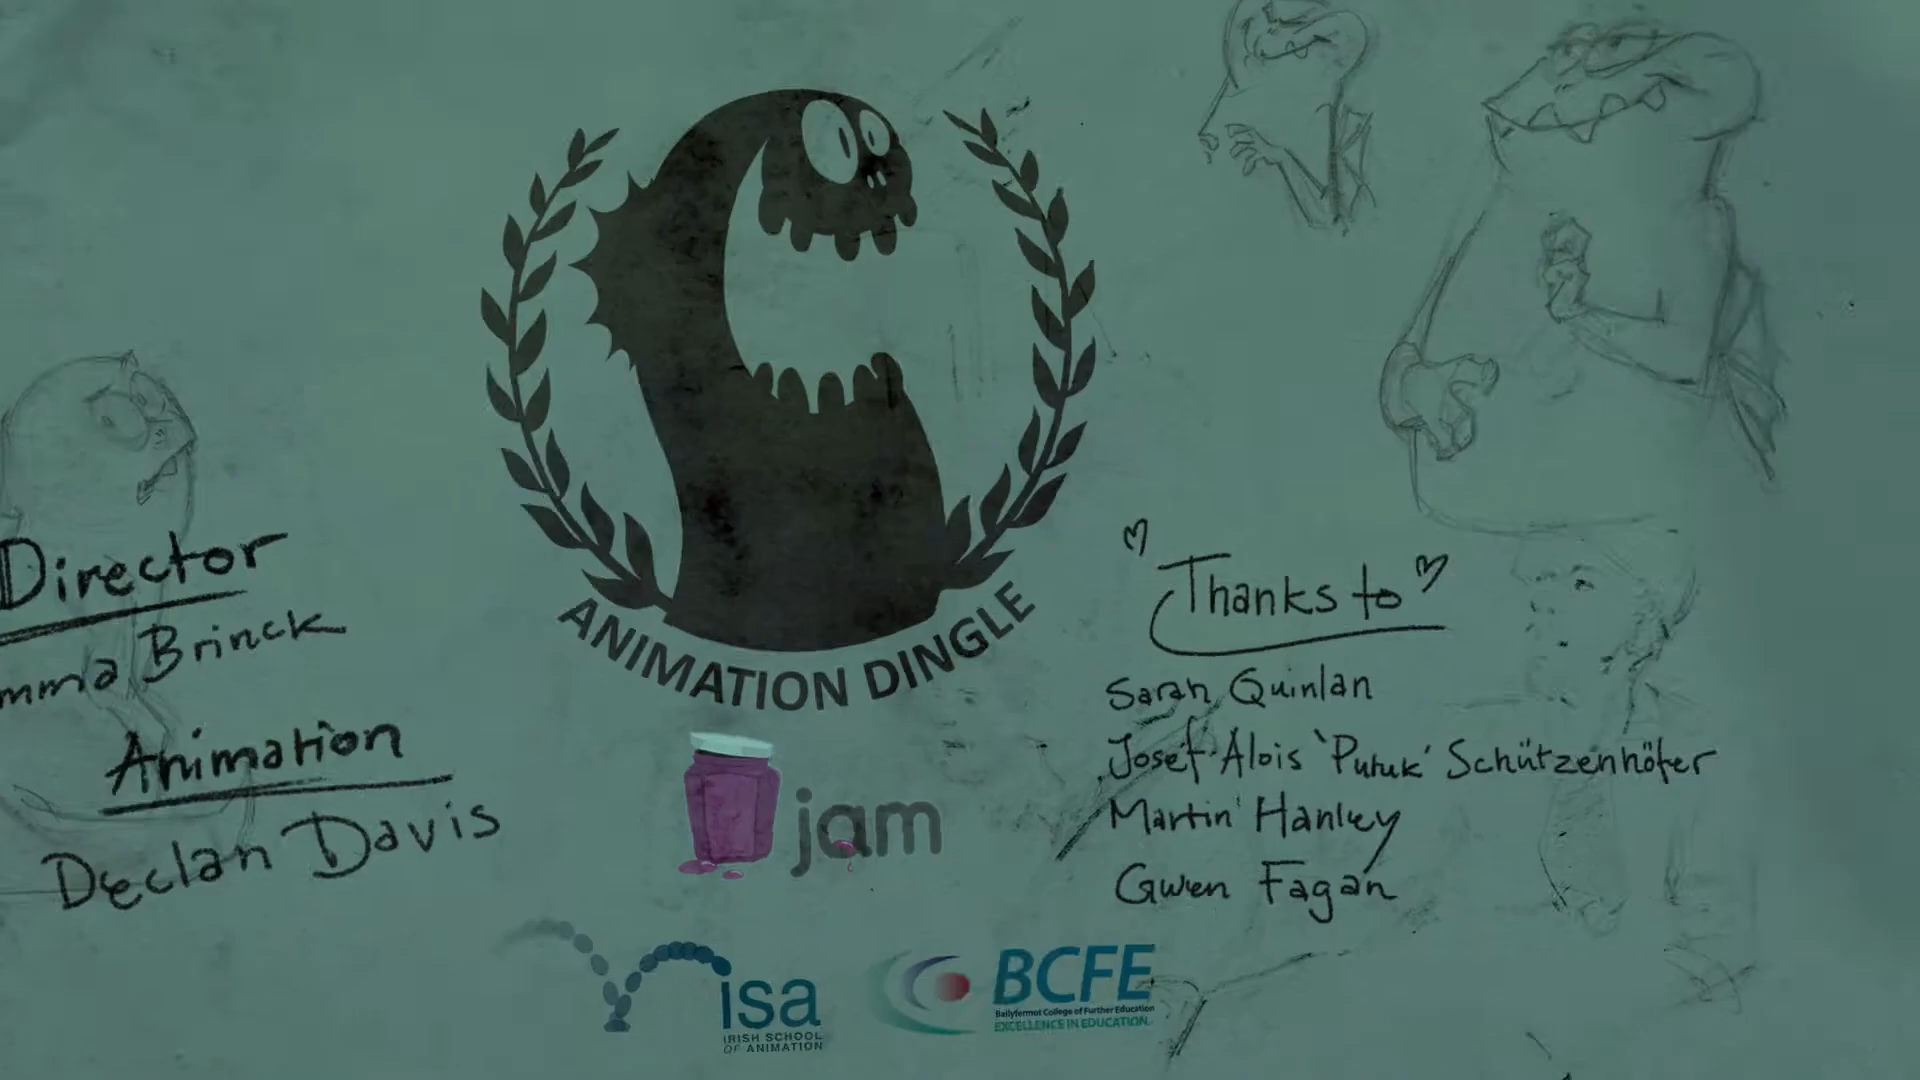 Director
mma Brinck
Animation
Declan Davis
ANIMATION DINGLE
jam
isa
IRISH SCHOOL
OF ANIMATION
BCFE
Ballyfermot College of Further Education
EXCELLENCE IN EDUCATION
Thanks to
Sarah Quinlan
Josef Alois 'Putuk' Schützenhöfer
Martin Hanley
Gwen Fagan